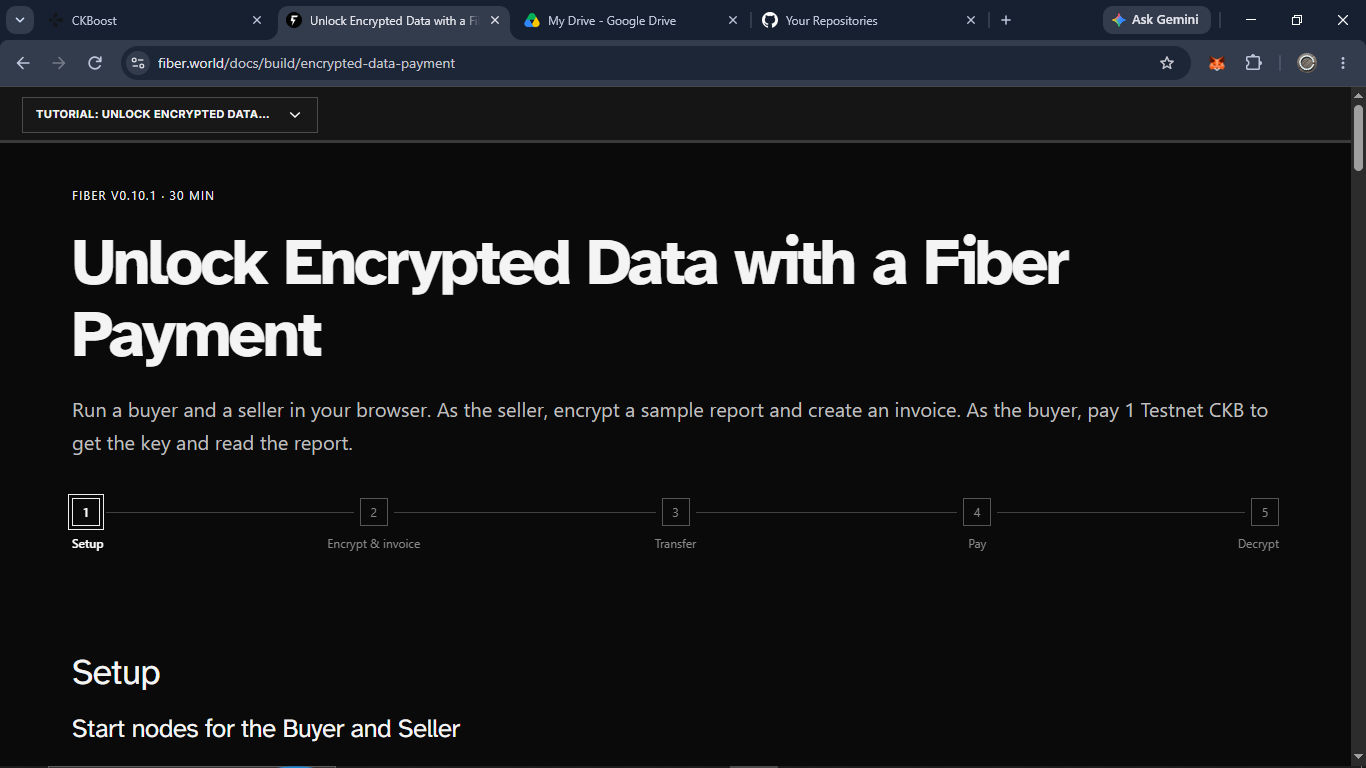 CKBoost
Unlock Encrypted Data with a Fi
My Drive - Google Drive
Your Repositories
Ask Gemini
fiber.world/docs/build/encrypted-data-payment
TUTORIAL: UNLOCK ENCRYPTED DATA...
FIBER V0.10.1 · 30 MIN
Unlock Encrypted Data with a Fiber
Payment
Run a buyer and a seller in your browser. As the seller, encrypt a sample report and create an invoice. As the buyer, pay 1 Testnet CKB to
get the key and read the report.
1 2 3 4 5
Setup Encrypt & invoice Transfer Pay Decrypt
Setup
Start nodes for the Buyer and Seller